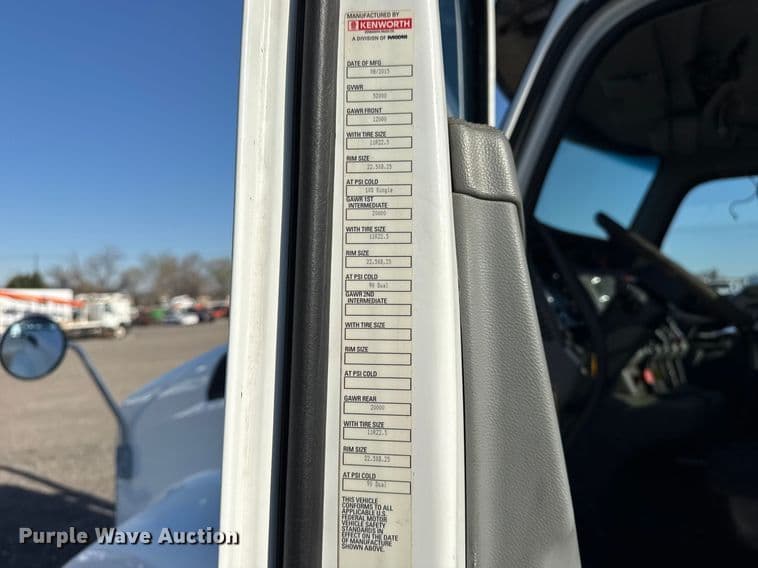 MANUFACTURED BY
KENWORTH
A DIVISION OF PACCAR
DATE OF MFG
08/2015
GVWR
52000
GAWR FRONT
12000
WITH TIRE SIZE
11R22.5
RIM SIZE
22.5X8.25
AT PSI COLD
Single
GAWR 1ST
INTERMEDIATE
20000
WITH TIRE SIZE
11R22.5
RIM SIZE
22.5X8.25
AT PSI COLD
90 Dual
GAWR 2ND
INTERMEDIATE
WITH TIRE SIZE
RIM SIZE
AT PSI COLD
GAWR REAR
20000
WITH TIRE SIZE
11R22.5
RIM SIZE
22.5X8.25
AT PSI COLD
90 Dual
THIS VEHICLE
CONFORMS TO ALL
APPLICABLE U.S.
FEDERAL MOTOR
VEHICLE SAFETY
STANDARDS IN
EFFECT ON THE DATE
OF MANUFACTURE
SHOWN ABOVE.
Purple Wave Auction